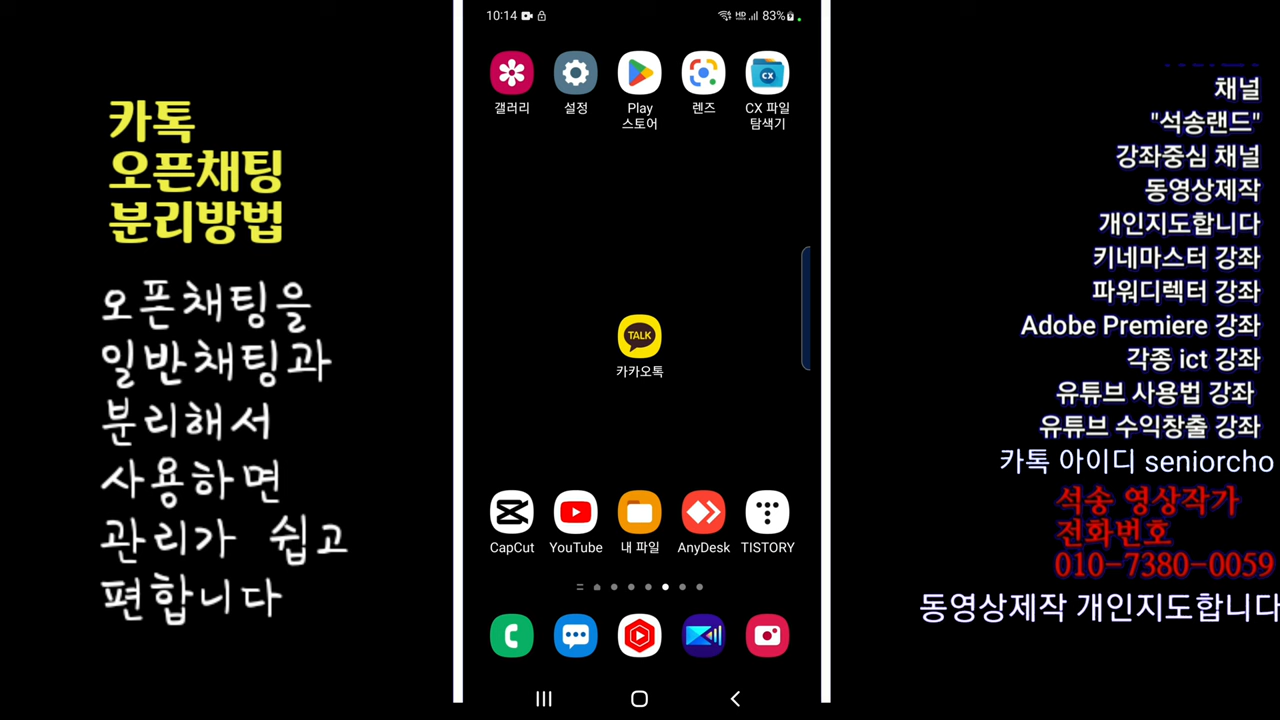 카톡
오픈채팅
분리방법
오픈채팅을
일반채팅과
분리해서
사용하면
관리가 쉽고
편합니다
10:14
HD
83%
갤러리
설정
Play
스토어
렌즈
CX
CX 파일
탐색기
TALK
카카오톡
CapCut
YouTube
내 파일
AnyDesk
TISTORY
채널
"석송랜드"
강좌중심 채널
동영상제작
개인지도합니다
키네마스터 강좌
파워디렉터 강좌
Adobe Premiere 강좌
각종 ict 강좌
유튜브 사용법 강좌
유튜브 수익창출 강좌
카톡 아이디 seniorcho
석송 영상작가
전화번호
010-7380-0059
동영상제작 개인지도합니다